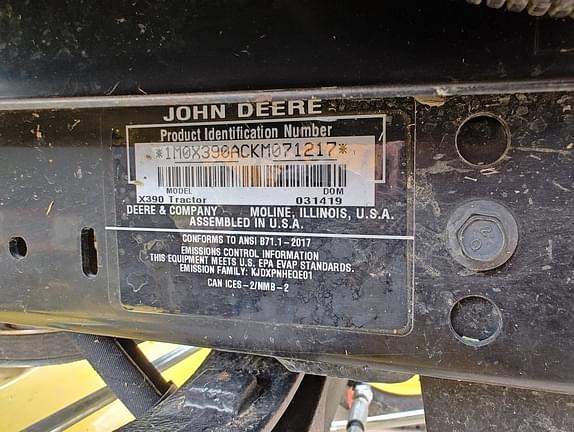 JOHN DEERE
Product Identification Number
*1M0X390ACKM071217*
MODEL DOM
X390 Tractor 031419
DEERE & COMPANY MOLINE, ILLINOIS, U.S.A.
ASSEMBLED IN U.S.A.
CONFORMS TO ANSI B71.1-2017
EMISSIONS CONTROL INFORMATION
THIS EQUIPMENT MEETS U.S. EPA EVAP STANDARDS.
EMISSION FAMILY: KJDXPNHEQE01
CAN ICES-2/NMB-2